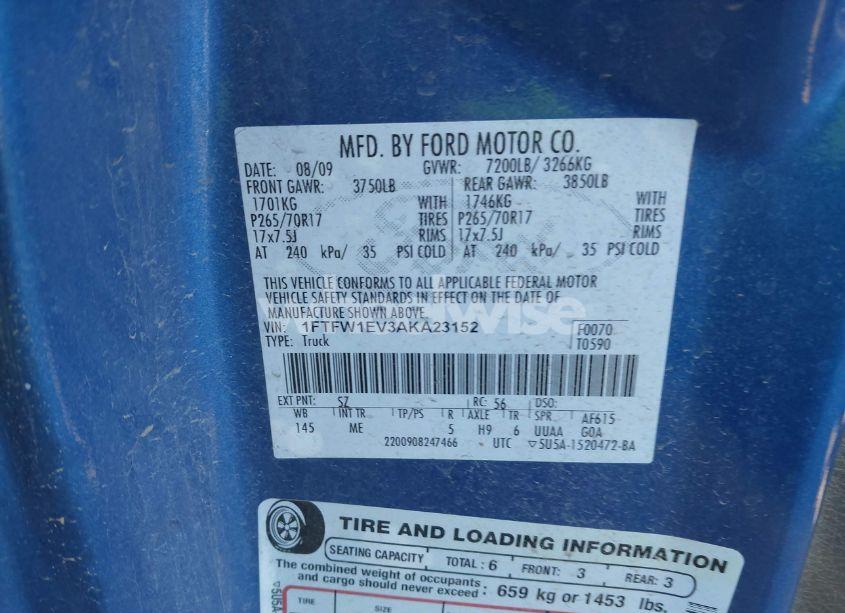 MFD. BY FORD MOTOR CO.
DATE: 08/09 GVWR: 7200LB/ 3266KG
FRONT GAWR: 3750LB REAR GAWR: 3850LB
1701KG WITH 1746KG WITH
P265/70R17 TIRES P265/70R17 TIRES
17x7.5J RIMS 17x7.5J RIMS
AT 240 kPa/ 35 PSI COLD AT 240 kPa/ 35 PSI COLD
THIS VEHICLE CONFORMS TO ALL APPLICABLE FEDERAL MOTOR
VEHICLE SAFETY STANDARDS IN EFFECT ON THE DATE OF
MANUFACTURE SHOWN ABOVE.
VIN: 1FTFW1EV3AKA23152 F0070
TYPE: Truck T0590
EXT PNT: SZ RC: 56 DSO:
WB INT TR TP/PS R AXLE TR SPR AF615
145 ME 5 H9 6 UUAA G0A
2200908247466 UTC ▽5U5A-1520472-BA
TIRE AND LOADING INFORMATION
SEATING CAPACITY TOTAL: 6 FRONT: 3 REAR: 3
The combined weight of occupants
and cargo should never exceed: 659 kg or 1453 lbs.
TIRE SIZE